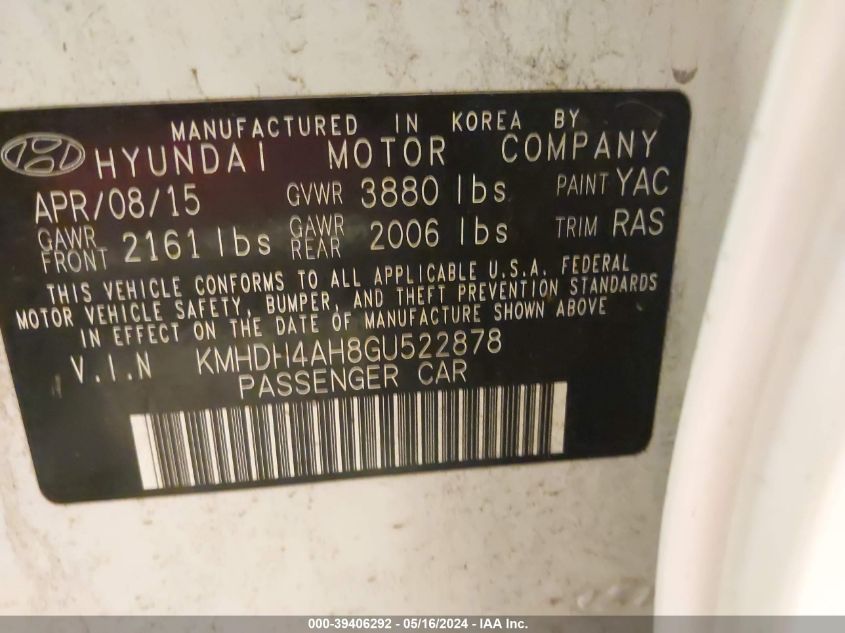 MANUFACTURED IN KOREA BY
HYUNDAI MOTOR COMPANY
APR/08/15 GVWR 3880 lbs PAINT YAC
GAWR FRONT 2161 lbs GAWR REAR 2006 lbs TRIM RAS
THIS VEHICLE CONFORMS TO ALL APPLICABLE U.S.A. FEDERAL
MOTOR VEHICLE SAFETY, BUMPER, AND THEFT PREVENTION STANDARDS
IN EFFECT ON THE DATE OF MANUFACTURE SHOWN ABOVE
V.I.N KMHDH4AH8GU522878
PASSENGER CAR
000-39406292 - 05/16/2024 - IAA Inc.